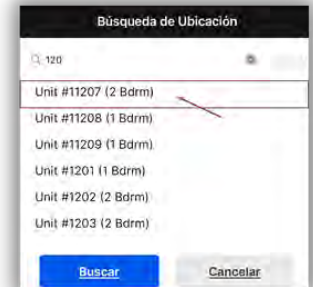 Búsqueda de Ubicación
120
Unit #11207 (2 Bdrm)
Unit #11208 (1 Bdrm)
Unit #11209 (1 Bdrm)
Unit #1201 (1 Bdrm)
Unit #1202 (2 Bdrm)
Unit #1203 (2 Bdrm)
Buscar
Cancelar